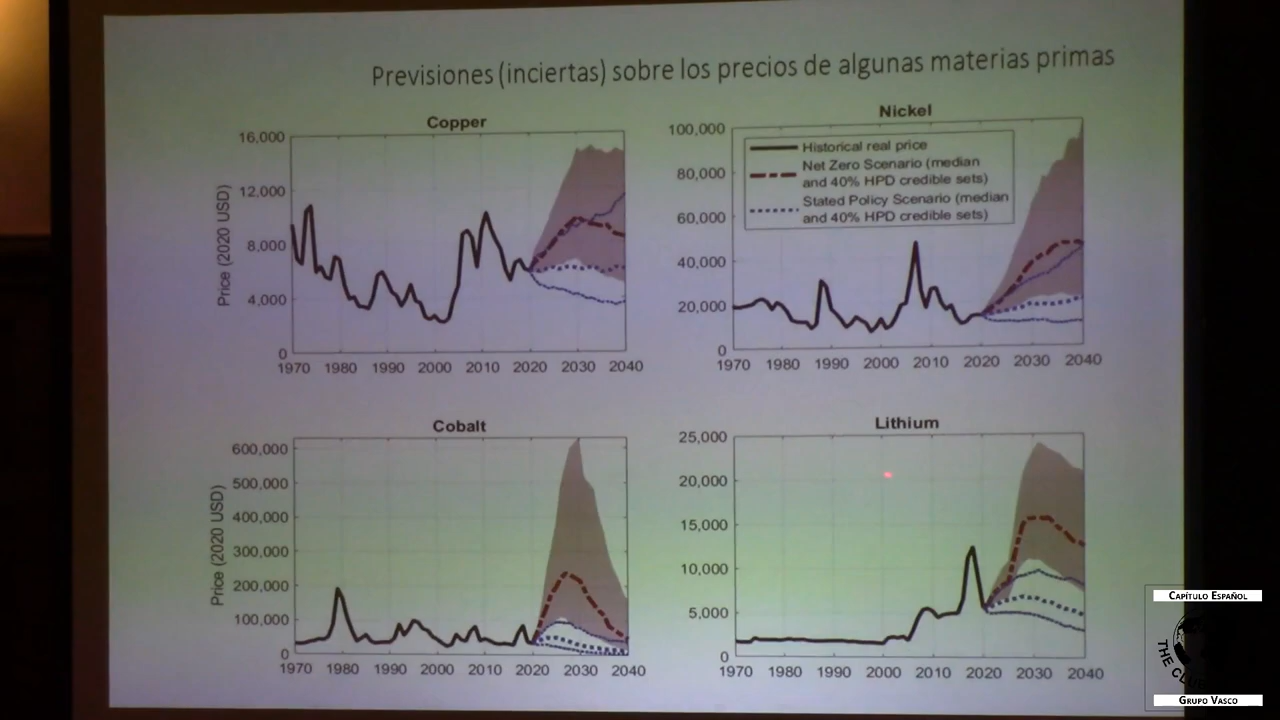 Previsiones (inciertas) sobre los precios de algunas materias primas
Copper
Price (2020 USD)
16,000
12,000
8,000
4,000
0
1970 1980 1990 2000 2010 2020 2030 2040
Nickel
100,000
80,000
60,000
40,000
20,000
0
Historical real price
Net Zero Scenario (median
and 40% HPD credible sets)
Stated Policy Scenario (median
and 40% HPD credible sets)
1970 1980 1990 2000 2010 2020 2030 2040
Cobalt
Price (2020 USD)
600,000
500,000
400,000
300,000
200,000
100,000
0
1970 1980 1990 2000 2010 2020 2030 2040
Lithium
25,000
20,000
15,000
10,000
5,000
0
1970 1980 1990 2000 2010 2020 2030 2040
CAPÍTULO ESPAÑOL
THE CLU
GRUPO VASCO